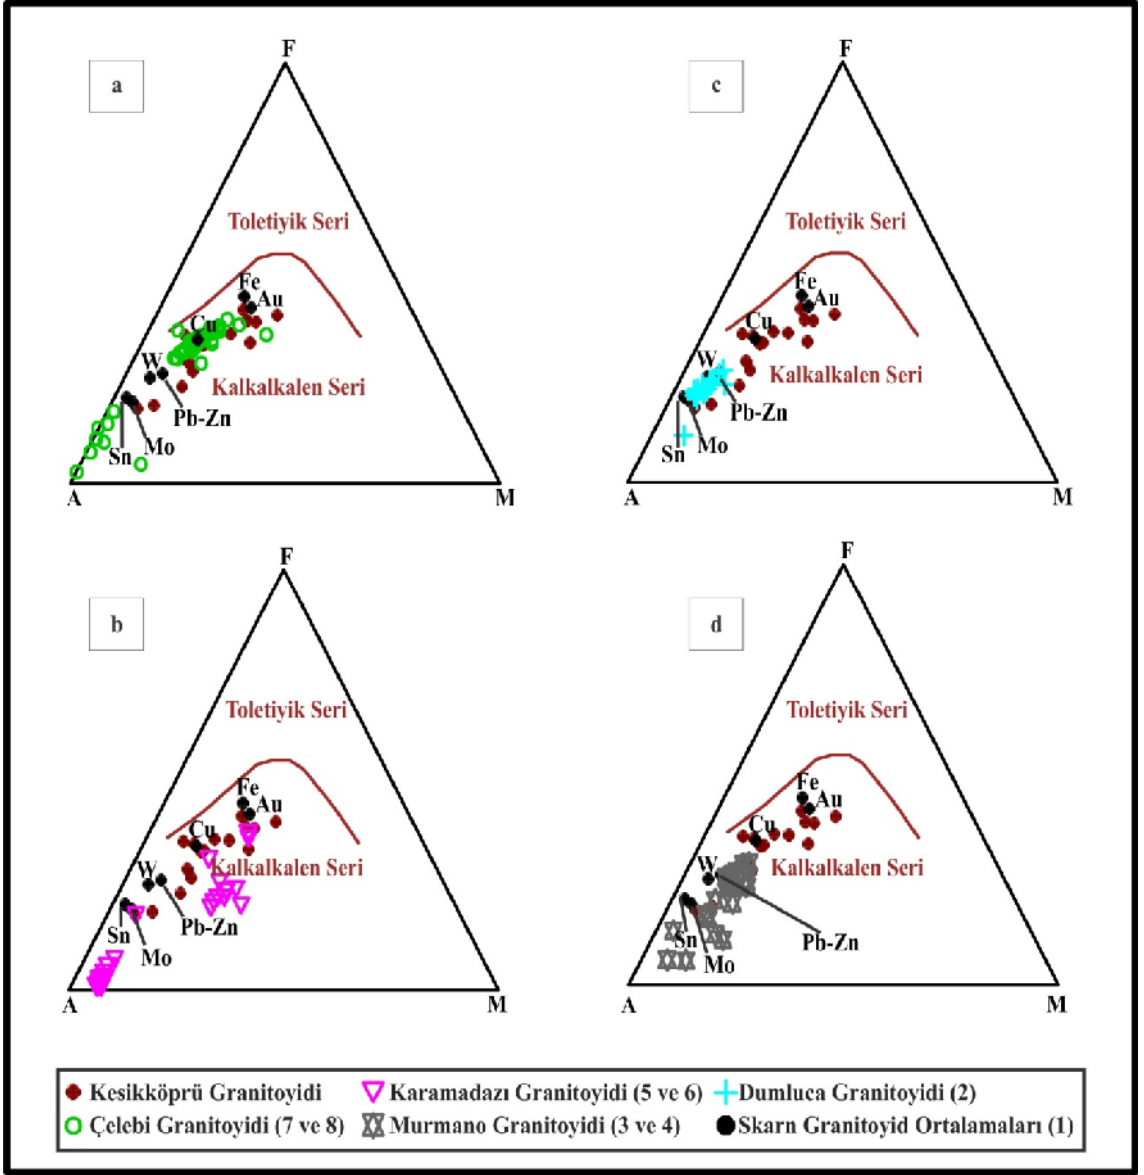 F
a
Toletiyik Seri
Fe
Au
Cu
W
Kalkalkalen Seri
Pb-Zn
Sn
Mo
A
M
F
c
Toletiyik Seri
Fe
Au
Cu
W
Kalkalkalen Seri
Pb-Zn
Mo
Sn
A
M
F
b
Toletiyik Seri
Fe
Au
Cu
Kalkalkalen Seri
W
Pb-Zn
Sn
Mo
A
M
F
d
Toletiyik Seri
Fe
Au
Cu
W
Kalkalkalen Seri
Sn
Pb-Zn
Mo
A
M
Kesikköprü Granitoyidi
Karamadazı Granitoyidi (5 ve 6)
Dumluca Granitoyidi (2)
Çelebi Granitoyidi (7 ve 8)
Murmano Granitoyidi (3 ve 4)
Skarn Granitoyid Ortalamaları (1)